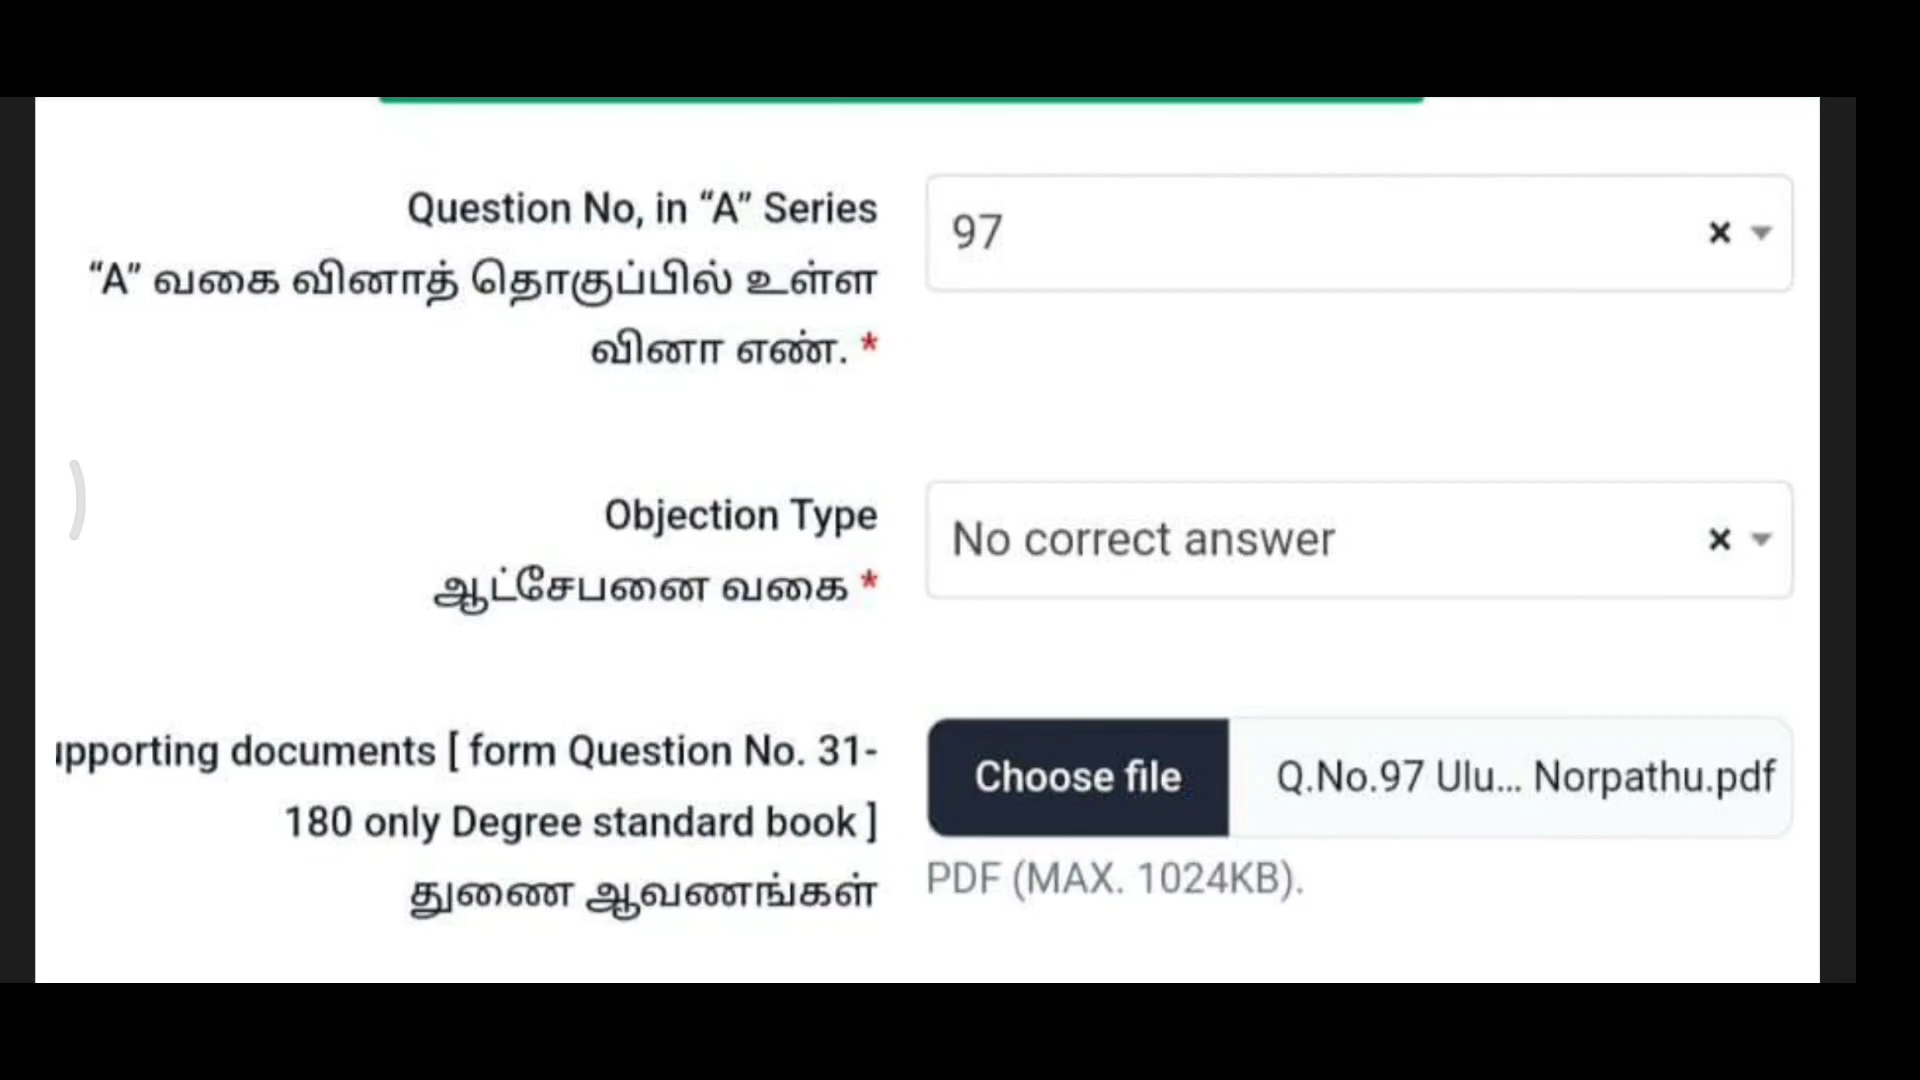 Question No, in “A” Series
“A” வகை வினாத் தொகுப்பில் உள்ள
வினா எண். *
97
Objection Type
ஆட்சேபனை வகை *
No correct answer
upporting documents [ form Question No. 31-
180 only Degree standard book ]
துணை ஆவணங்கள்
Choose file
Q.No.97 Ulu... Norpathu.pdf
PDF (MAX. 1024KB).